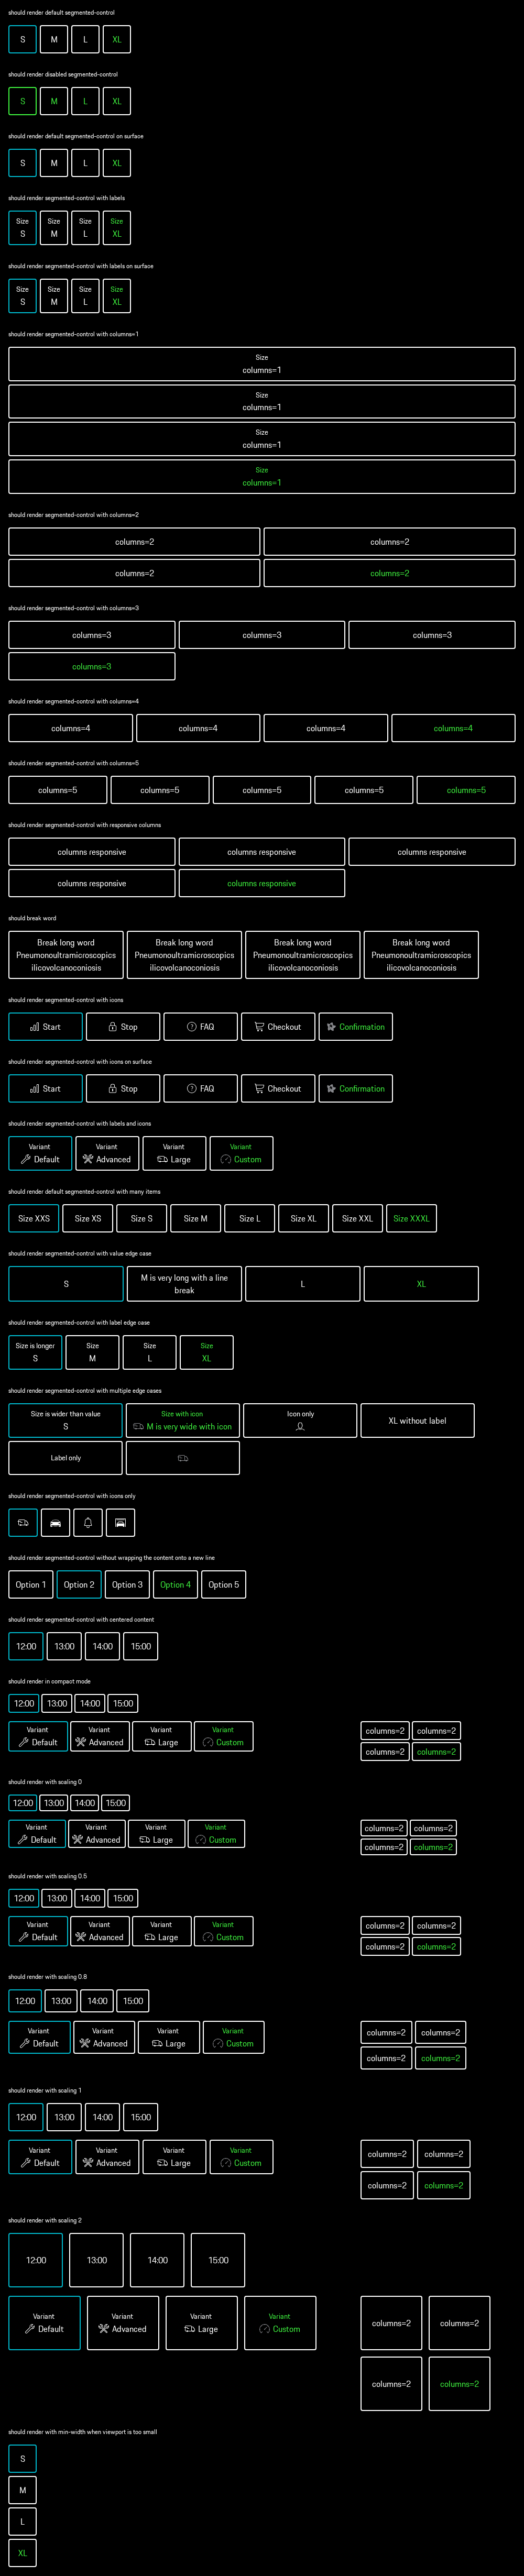 should render default segmented-control
S M L XL
should render disabled segmented-control
S M L XL
should render default segmented-control on surface
S M L XL
should render segmented-control with labels
Size Size Size Size
S M L XL
should render segmented-control with labels on surface
Size Size Size Size
S M L XL
should render segmented-control with columns=1
Size
columns=1
Size
columns=1
Size
columns=1
Size
columns=1
should render segmented-control with columns=2
columns=2 columns=2
columns=2 columns=2
should render segmented-control with columns=3
columns=3 columns=3 columns=3
columns=3
should render segmented-control with columns=4
columns=4 columns=4 columns=4 columns=4
should render segmented-control with columns=5
columns=5 columns=5 columns=5 columns=5 columns=5
should render segmented-control with responsive columns
columns responsive columns responsive columns responsive
columns responsive columns responsive
should break word
Break long word Break long word Break long word Break long word
Pneumonoultramicroscopics Pneumonoultramicroscopics Pneumonoultramicroscopics Pneumonoultramicroscopics
ilicovolcanoconiosis ilicovolcanoconiosis ilicovolcanoconiosis ilicovolcanoconiosis
should render segmented-control with icons
Start Stop FAQ Checkout Confirmation
should render segmented-control with icons on surface
Start Stop FAQ Checkout Confirmation
should render segmented-control with labels and icons
Variant Variant Variant Variant
Default Advanced Large Custom
should render default segmented-control with many items
Size XXS Size XS Size S Size M Size L Size XL Size XXL Size XXXL
should render segmented-control with value edge case
S M is very long with a line L XL
break
should render segmented-control with label edge case
Size is longer Size Size Size
S M L XL
should render segmented-control with multiple edge cases
Size is wider than value Size with icon Icon only XL without label
S M is very wide with icon
Label only
should render segmented-control with icons only
should render segmented-control without wrapping the content onto a new line
Option 1 Option 2 Option 3 Option 4 Option 5
should render segmented-control with centered content
12:00 13:00 14:00 15:00
should render in compact mode
12:00 13:00 14:00 15:00
Variant Variant Variant Variant columns=2 columns=2
Default Advanced Large Custom columns=2 columns=2
should render with scaling 0
12:00 13:00 14:00 15:00
Variant Variant Variant Variant columns=2 columns=2
Default Advanced Large Custom columns=2 columns=2
should render with scaling 0.5
12:00 13:00 14:00 15:00
Variant Variant Variant Variant columns=2 columns=2
Default Advanced Large Custom columns=2 columns=2
should render with scaling 0.8
12:00 13:00 14:00 15:00
Variant Variant Variant Variant columns=2 columns=2
Default Advanced Large Custom columns=2 columns=2
should render with scaling 1
12:00 13:00 14:00 15:00
Variant Variant Variant Variant columns=2 columns=2
Default Advanced Large Custom columns=2 columns=2
should render with scaling 2
12:00 13:00 14:00 15:00
Variant Variant Variant Variant columns=2 columns=2
Default Advanced Large Custom columns=2 columns=2
should render with min-width when viewport is too small
S
M
L
XL